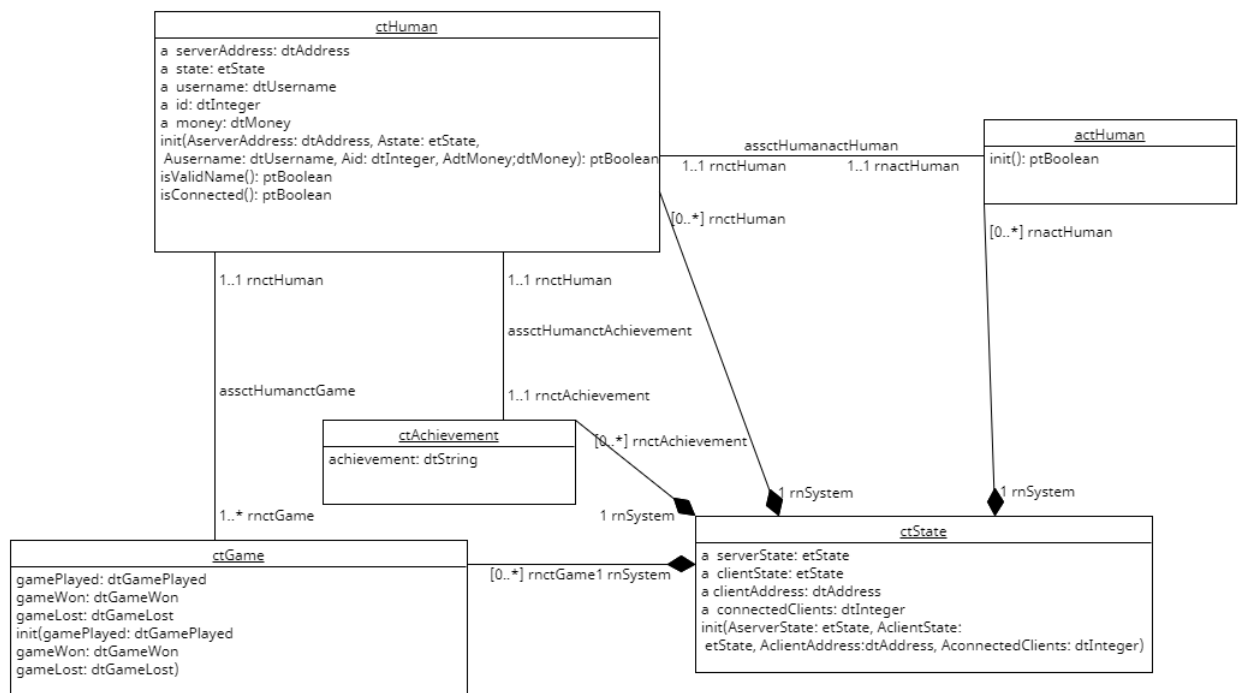 ctHuman
a  serverAddress: dtAddress
a  state: etState
a  username: dtUsername
a  id: dtInteger
a  money: dtMoney
init(AserverAddress: dtAddress, Astate: etState,
Ausername: dtUsername, Aid: dtInteger, AdtMoney;dtMoney): ptBoolean
isValidName(): ptBoolean
isConnected(): ptBoolean
assctHumanactHuman
1..1 rnctHuman
1..1 rnactHuman
actHuman
init(): ptBoolean
[0..*] rnctHuman
[0..*] rnactHuman
1..1 rnctHuman
1..1 rnctHuman
assctHumanctAchievement
assctHumanctGame
1..1 rnctAchievement
ctAchievement
achievement: dtString
[0..*] rnctAchievement
1 rnSystem
1 rnSystem
1 rnSystem
1..* rnctGame
ctGame
gamePlayed: dtGamePlayed
gameWon: dtGameWon
gameLost: dtGameLost
init(gamePlayed: dtGamePlayed
gameWon: dtGameWon
gameLost: dtGameLost)
[0..*] rnctGame1 rnSystem
ctState
a  serverState: etState
a  clientState: etState
a clientAddress: dtAddress
a  connectedClients: dtInteger
init(AserverState: etState, AclientState:
etState, AclientAddress:dtAddress, AconnectedClients: dtInteger)